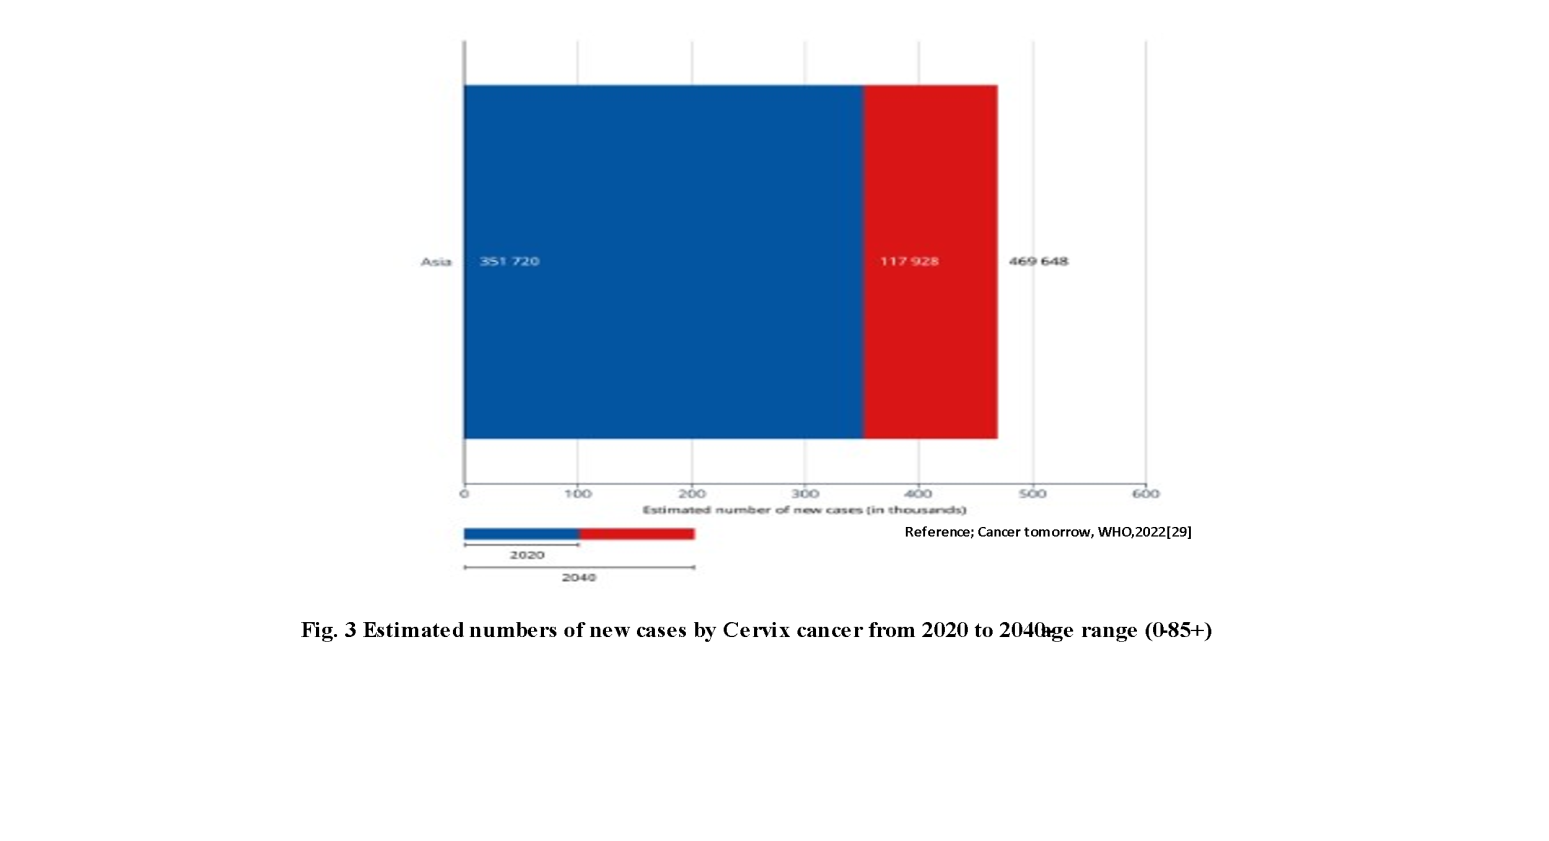 Asia 351 720 117 928 469 648
0 100 200 300 400 500 600
Estimated number of new cases (in thousands)
Reference; Cancer tomorrow, WHO,2022[29]
2020
2040
Fig. 3 Estimated numbers of new cases by Cervix cancer from 2020 to 2040, age range (0-85+)